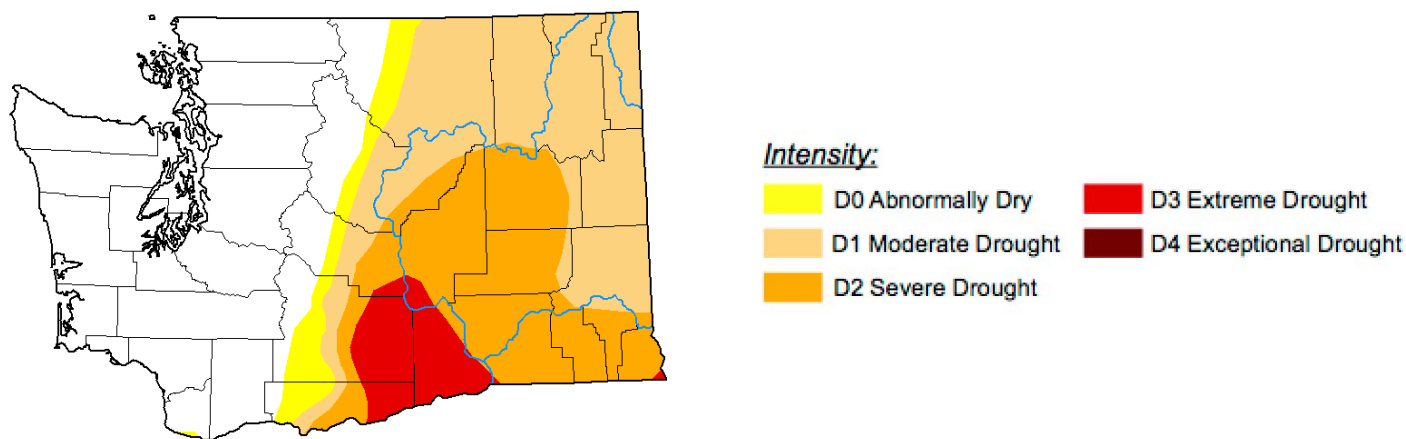 Intensity:
D0 Abnormally Dry
D3 Extreme Drought
D1 Moderate Drought
D4 Exceptional Drought
D2 Severe Drought